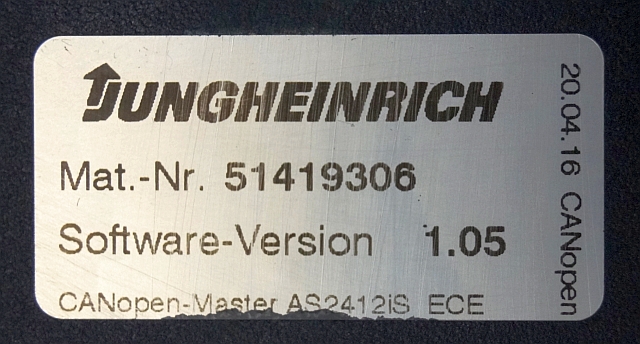 JUNGHEINRICH
Mat.-Nr. 51419306
Software-Version 1.05
CANopen-Master AS2412iS ECE
20.04.16 CANopen